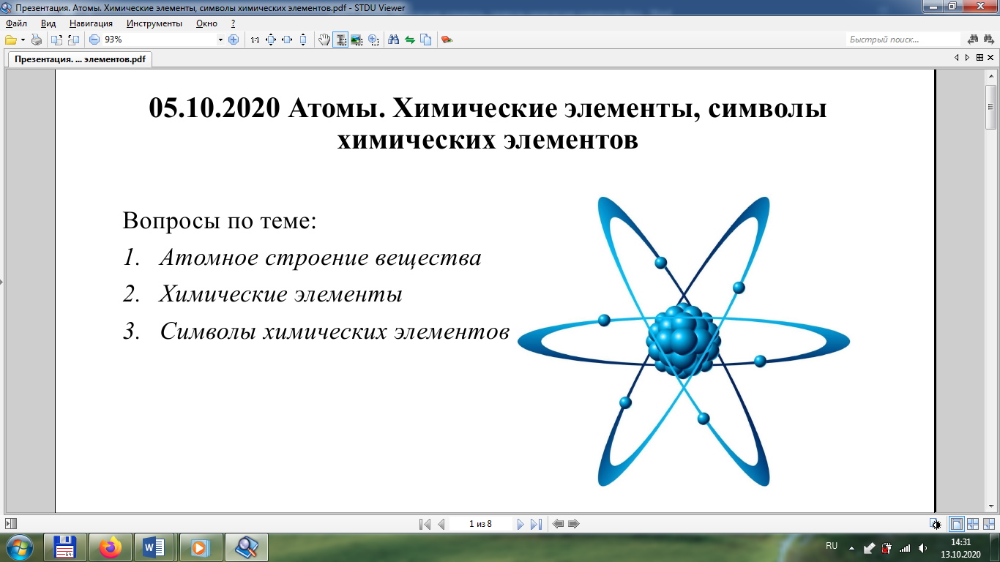 Презентация. Атомы. Химические элементы, символы химических элементов.pdf - STDU Viewer
Файл Вид Навигация Инструменты Окно ?
93% 1:1 Быстрый поиск...
Презентация. ... элементов.pdf
05.10.2020 Атомы. Химические элементы, символы
химических элементов
Вопросы по теме:
1. Атомное строение вещества
2. Химические элементы
3. Символы химических элементов
1 из 8
64
W
RU
14:31
13.10.2020